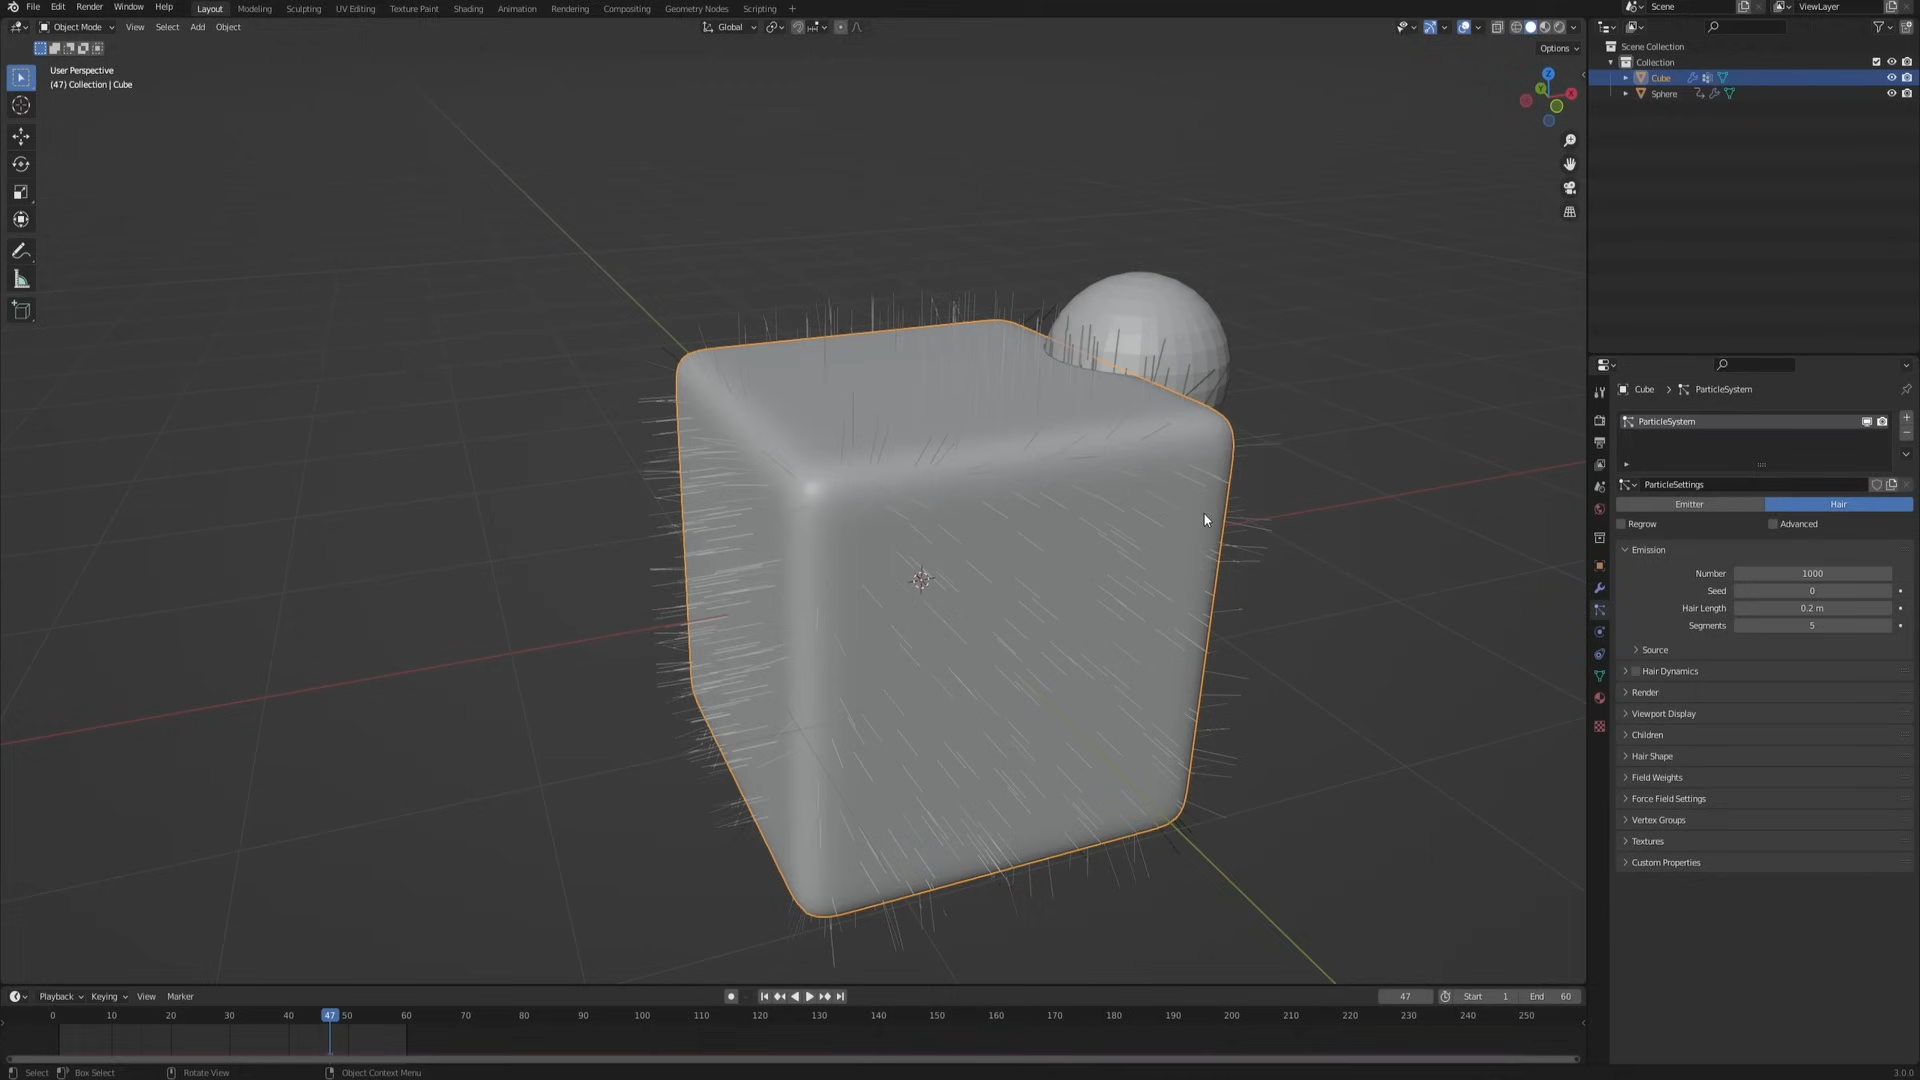 File Edit Render Window Help Layout Modeling Sculpting UV Editing Texture Paint Shading Animation Rendering Compositing Geometry Nodes Scripting + Scene ViewLayer
Object Mode View Select Add Object Global
Options
User Perspective
(47) Collection | Cube
Z
Y
X
Scene Collection
Collection
Cube
Sphere
Cube > ParticleSystem
ParticleSystem
ParticleSettings
Emitter Hair
Regrow Advanced
Emission
Number 1000
Seed 0
Hair Length 0.2 m
Segments 5
Source
Hair Dynamics
Render
Viewport Display
Children
Hair Shape
Field Weights
Force Field Settings
Vertex Groups
Textures
Custom Properties
Playback Keying View Marker 47 Start 1 End 60
0 10 20 30 40 47 50 60 70 80 90 100 110 120 130 140 150 160 170 180 190 200 210 220 230 240 250
Select Box Select Rotate View Object Context Menu 3.0.0